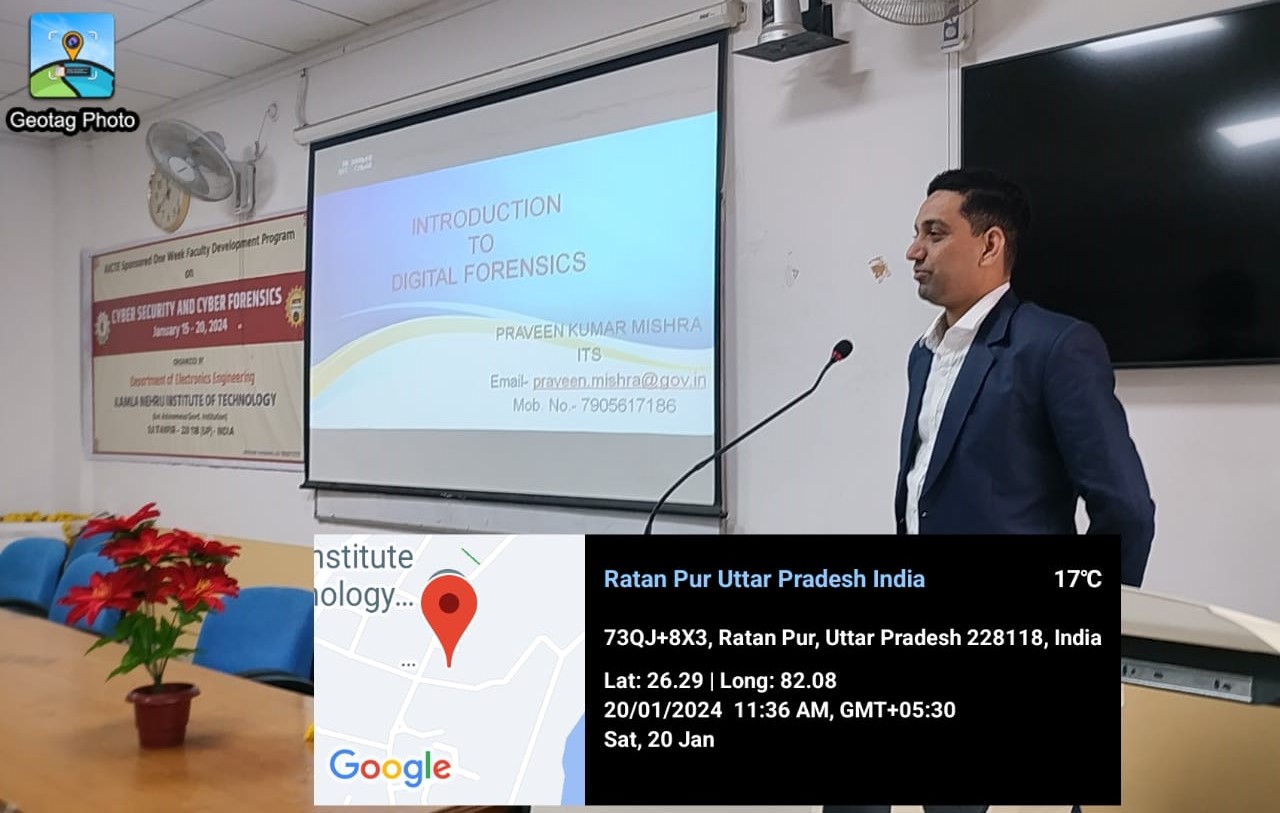 Geotag Photo
AICTE Sponsored One Week Faculty Development Program
on
CYBER SECURITY AND CYBER FORENSICS
January 15 - 20, 2024
ORGANIZED BY
Department of Electronics Engineering
KAMLA NEHRU INSTITUTE OF TECHNOLOGY
INDIA
INTRODUCTION
TO
DIGITAL FORENSICS
PRAVEEN KUMAR MISHRA
ITS
Email- praveen.mishra@gov.in
Mob. No.- 7905617186
nstitute
nology...
...
Google
Ratan Pur Uttar Pradesh India
17°C
73QJ+8X3, Ratan Pur, Uttar Pradesh 228118, India
Lat: 26.29 | Long: 82.08
20/01/2024 11:36 AM, GMT+05:30
Sat, 20 Jan